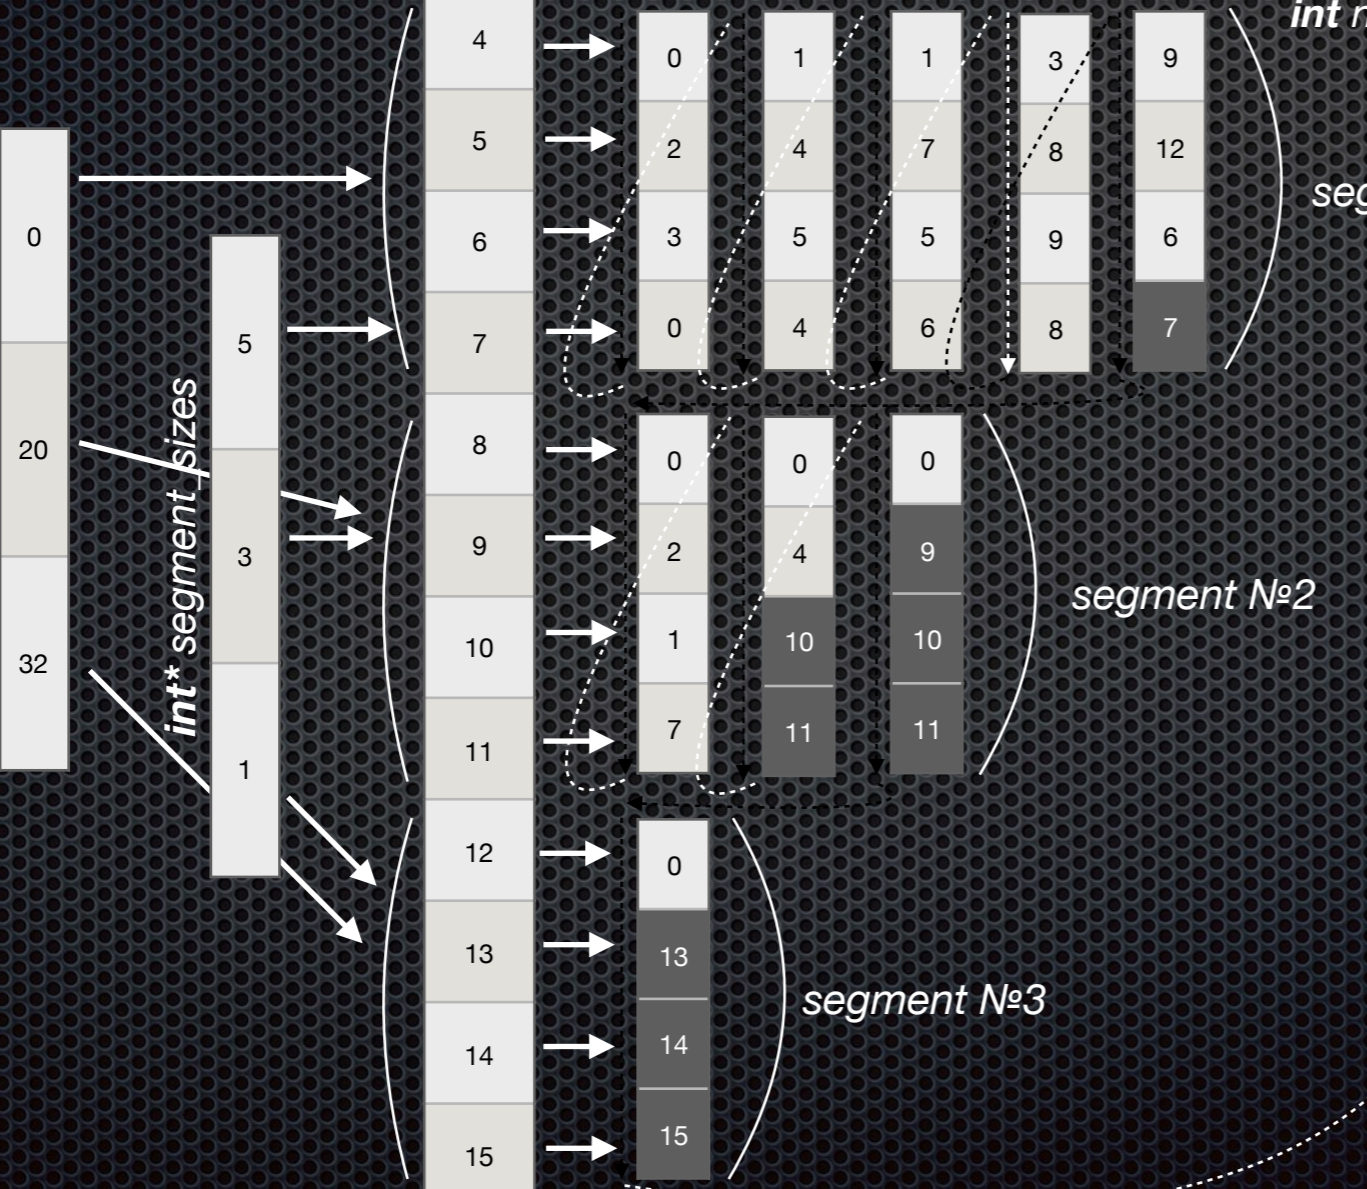 int
4 0 1 1 3 9
5 2 4 7 8 12
0 6 3 5 5 9 6
5 7 0 4 6 8 7
int* segment_sizes
20 8 0 0 0
3 9 2 4 9
segment №2
32 10 1 10 10
11 7 11 11
1
12 0
13 13
segment №3
14 14
15 15